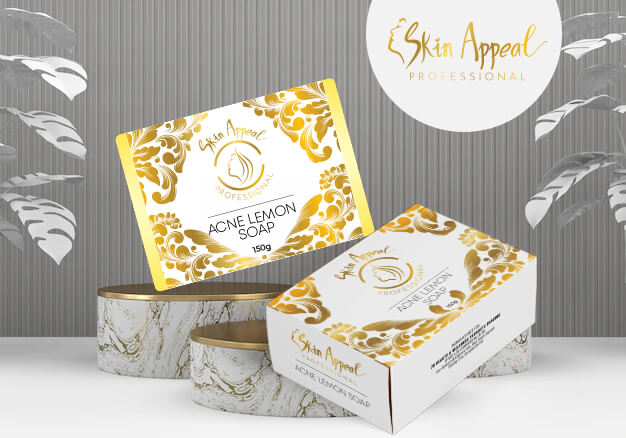 Skin Appeal
PROFESSIONAL
Skin Appeal
PROFESSIONAL
ACNE LEMON
SOAP
150g
Skin Appeal
PROFESSIONAL
ACNE LEMON
SOAP
150g
Skin Appeal
PROFESSIONAL
ACNE LEMON SOAP